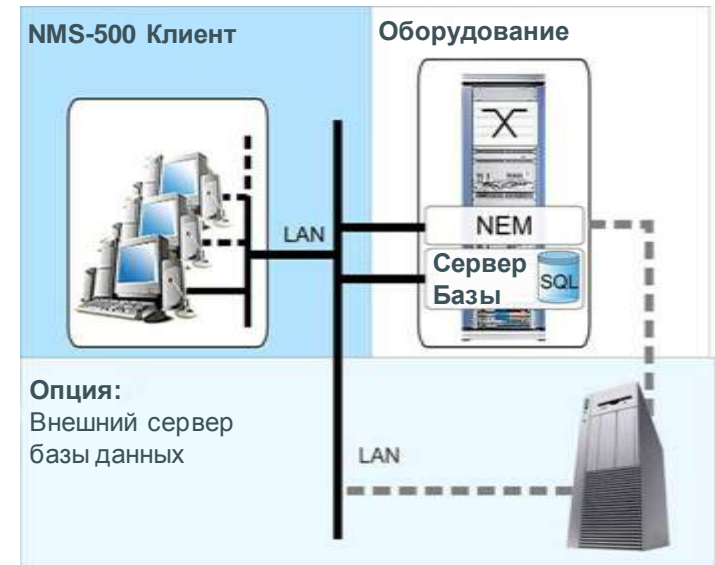 NMS-500 Клиент
Оборудование
LAN
NEM
Сервер
Базы
SQL
Опция:
Внешний сервер
базы данных
LAN